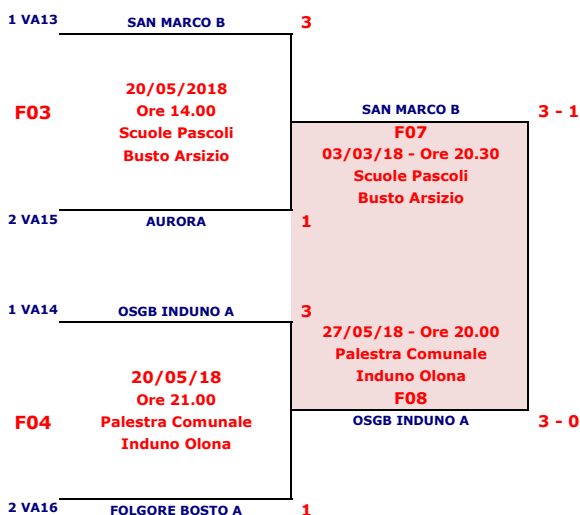 1 VA13 SAN MARCO B 3
20/05/2018
F03 Ore 14.00 SAN MARCO B 3 - 1
Scuole Pascoli F07
Busto Arsizio 03/03/18 - Ore 20.30
Scuole Pascoli
Busto Arsizio
2 VA15 AURORA 1
1 VA14 OSGB INDUNO A 3
27/05/18 - Ore 20.00
Palestra Comunale
20/05/18 Induno Olona
Ore 21.00 F08
F04 Palestra Comunale OSGB INDUNO A 3 - 0
Induno Olona
2 VA16 FOLGORE BOSTO A 1